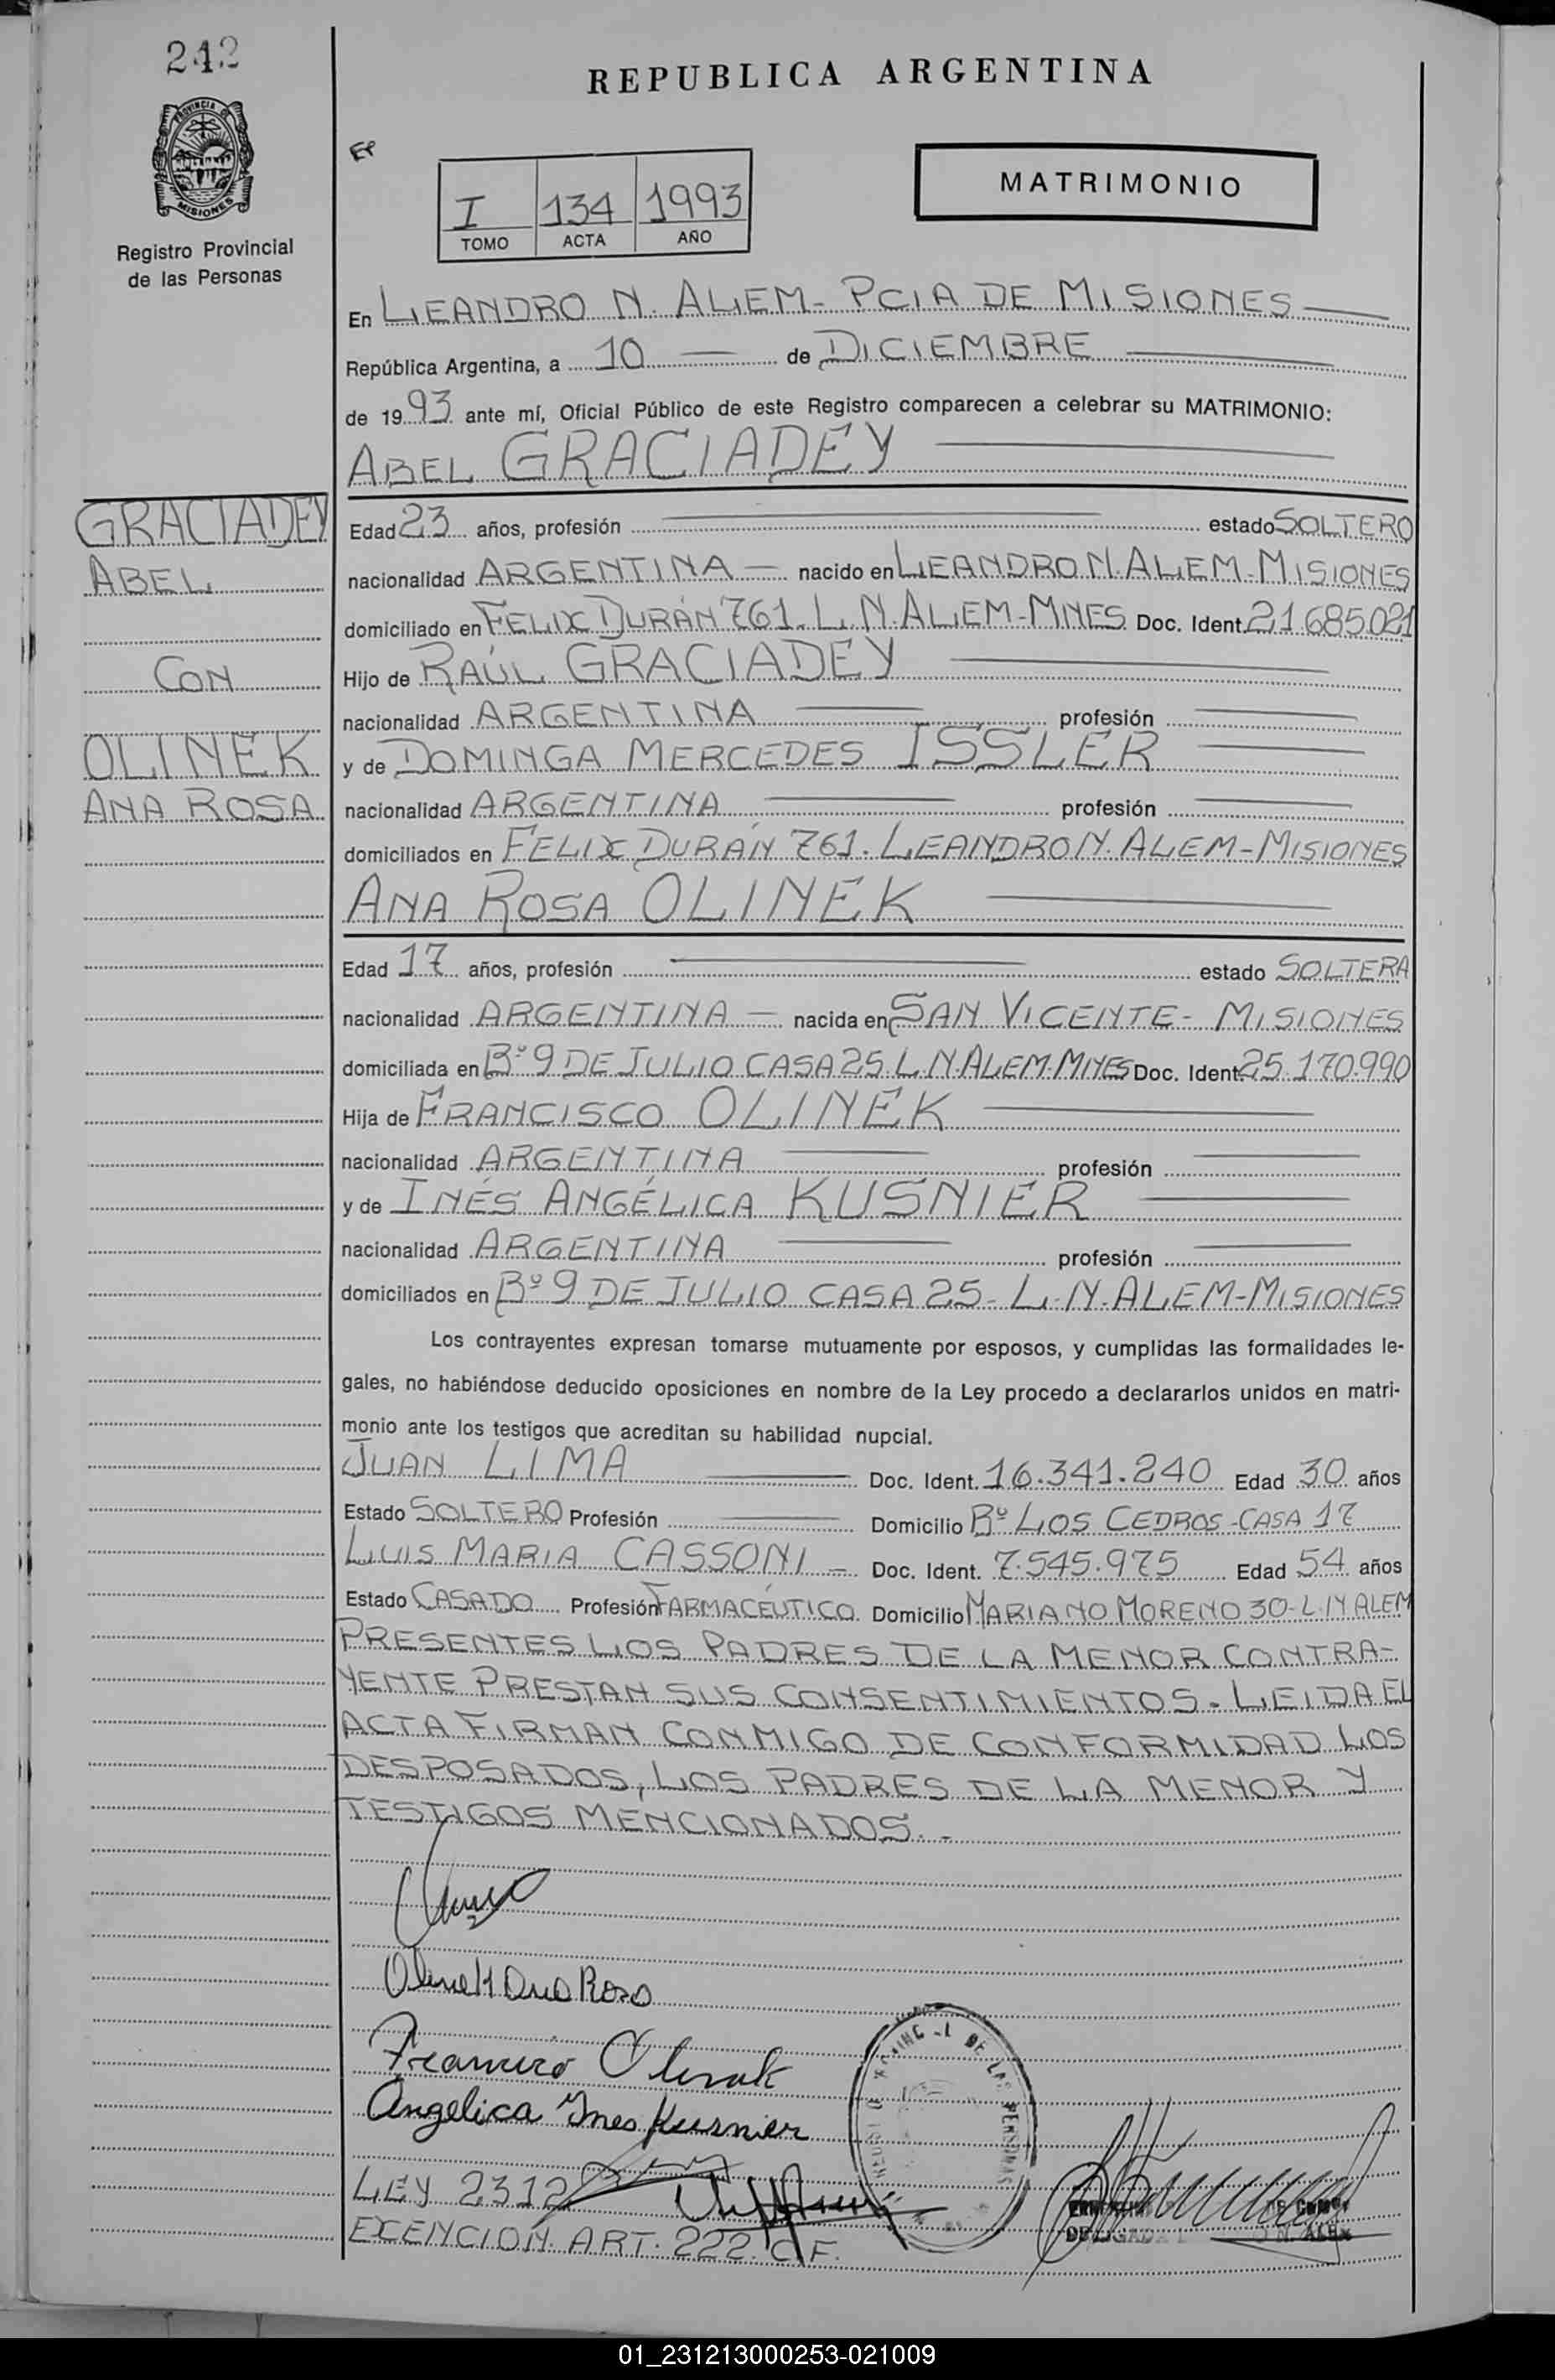 242
REPUBLICA ARGENTINA
PROVINCIA DE
MISIONES
Registro Provincial
de las Personas
I 134 1993
TOMO ACTA AÑO
MATRIMONIO
En LEANDRO N. ALEM - PCIA DE MISIONES
República Argentina, a 10 de DICIEMBRE
de 1993 ante mí, Oficial Público de este Registro comparecen a celebrar su MATRIMONIO:
ABEL GRACIADEY
GRACIADEY
ABEL
CON
OLINEK
ANA ROSA
Edad 23 años, profesión estado SOLTERO
nacionalidad ARGENTINA - nacido en LEANDRO N. ALEM - MISIONES
domiciliado en FELIX DURÁN 761. L. N. ALEM - MNES Doc. Ident. 21.685.021
Hijo de RAÚL GRACIADEY
nacionalidad ARGENTINA profesión
y de DOMINGA MERCEDES ISSLER
nacionalidad ARGENTINA profesión
domiciliados en FELIX DURÁN 761. LEANDRO N. ALEM - MISIONES
ANA ROSA OLINEK
Edad 17 años, profesión estado SOLTERA
nacionalidad ARGENTINA - nacida en SAN VICENTE - MISIONES
domiciliada en Bº 9 DE JULIO CASA 25. L. N. ALEM. MNES Doc. Ident. 25.170.990
Hija de FRANCISCO OLINEK
nacionalidad ARGENTINA profesión
y de INÉS ANGÉLICA KUSNIER
nacionalidad ARGENTINA profesión
domiciliados en Bº 9 DE JULIO CASA 25 - L. N. ALEM - MISIONES
Los contrayentes expresan tomarse mutuamente por esposos, y cumplidas las formalidades le-
gales, no habiéndose deducido oposiciones en nombre de la Ley procedo a declararlos unidos en matri-
monio ante los testigos que acreditan su habilidad nupcial.
JUAN LIMA Doc. Ident. 16.341.240 Edad 30 años
Estado SOLTERO Profesión Domicilio Bº LOS CEDROS - CASA 17
LUIS MARIA CASSONI - Doc. Ident. 7.545.975 Edad 54 años
Estado CASADO Profesión FARMACÉUTICO Domicilio MARIANO MORENO 30 - L. N ALEM
PRESENTES LOS PADRES DE LA MENOR CONTRA-
YENTE PRESTAN SUS CONSENTIMIENTOS. LEIDA EL
ACTA FIRMAN CONMIGO DE CONFORMIDAD LOS
DESPOSADOS, LOS PADRES DE LA MENOR Y
TESTIGOS MENCIONADOS. -
Olinek Ana Rosa
Francisco Olinek
Angelica Ines Kusnier
LEY 2312
EXENCION ART. 222 C F.
01_231213000253-021009